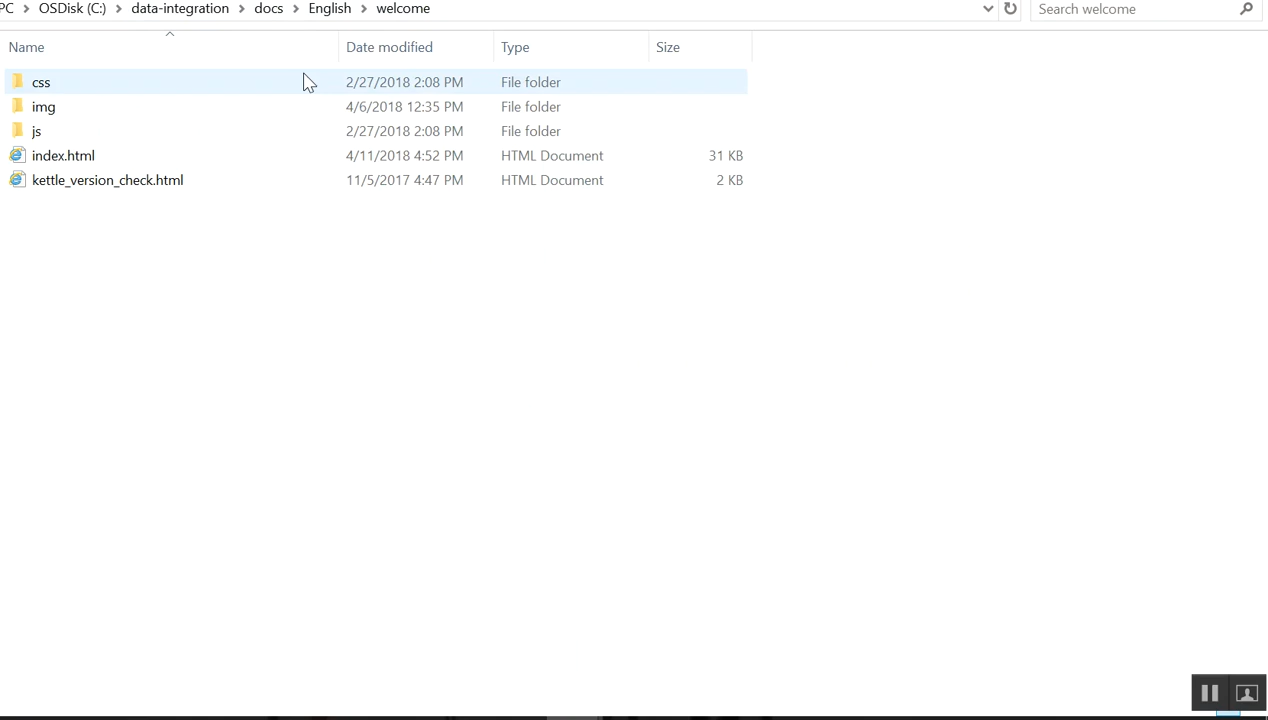 PC > OSDisk (C:) > data-integration > docs > English > welcome Search welcome
Name Date modified Type Size
css 2/27/2018 2:08 PM File folder
img 4/6/2018 12:35 PM File folder
js 2/27/2018 2:08 PM File folder
index.html 4/11/2018 4:52 PM HTML Document 31 KB
kettle_version_check.html 11/5/2017 4:47 PM HTML Document 2 KB